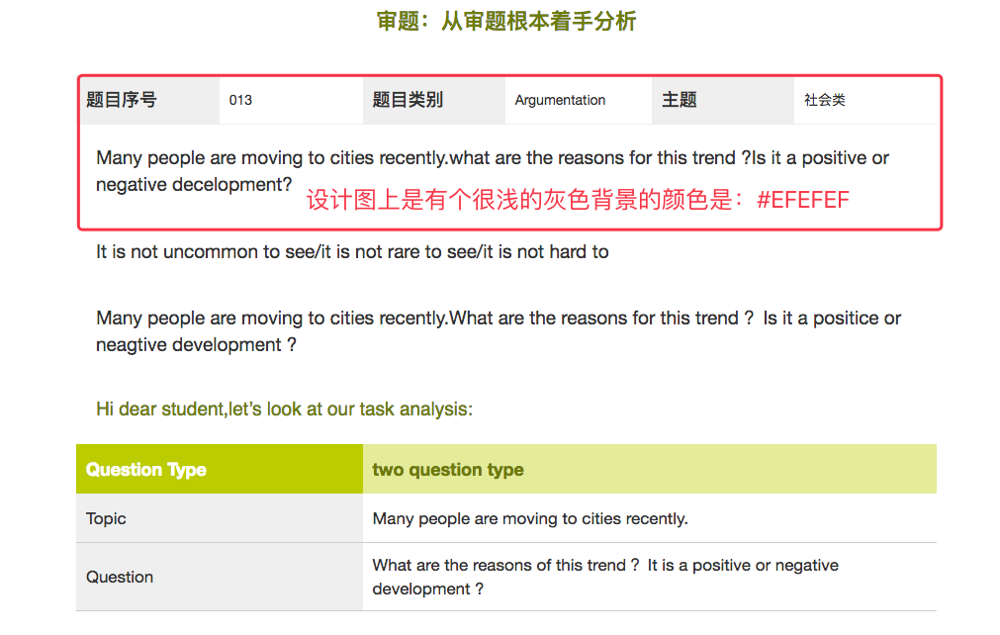 审题：从审题根本着手分析
题目序号 013 题目类别 Argumentation 主题 社会类
Many people are moving to cities recently.what are the reasons for this trend ?Is it a positive or
negative decelopment?
设计图上是有个很浅的灰色背景的颜色是：#EFEFEF
It is not uncommon to see/it is not rare to see/it is not hard to
Many people are moving to cities recently.What are the reasons for this trend？ Is it a positice or
neagtive development？
Hi dear student,let’s look at our task analysis:
Question Type two question type
Topic Many people are moving to cities recently.
Question What are the reasons of this trend？ It is a positive or negative
development？